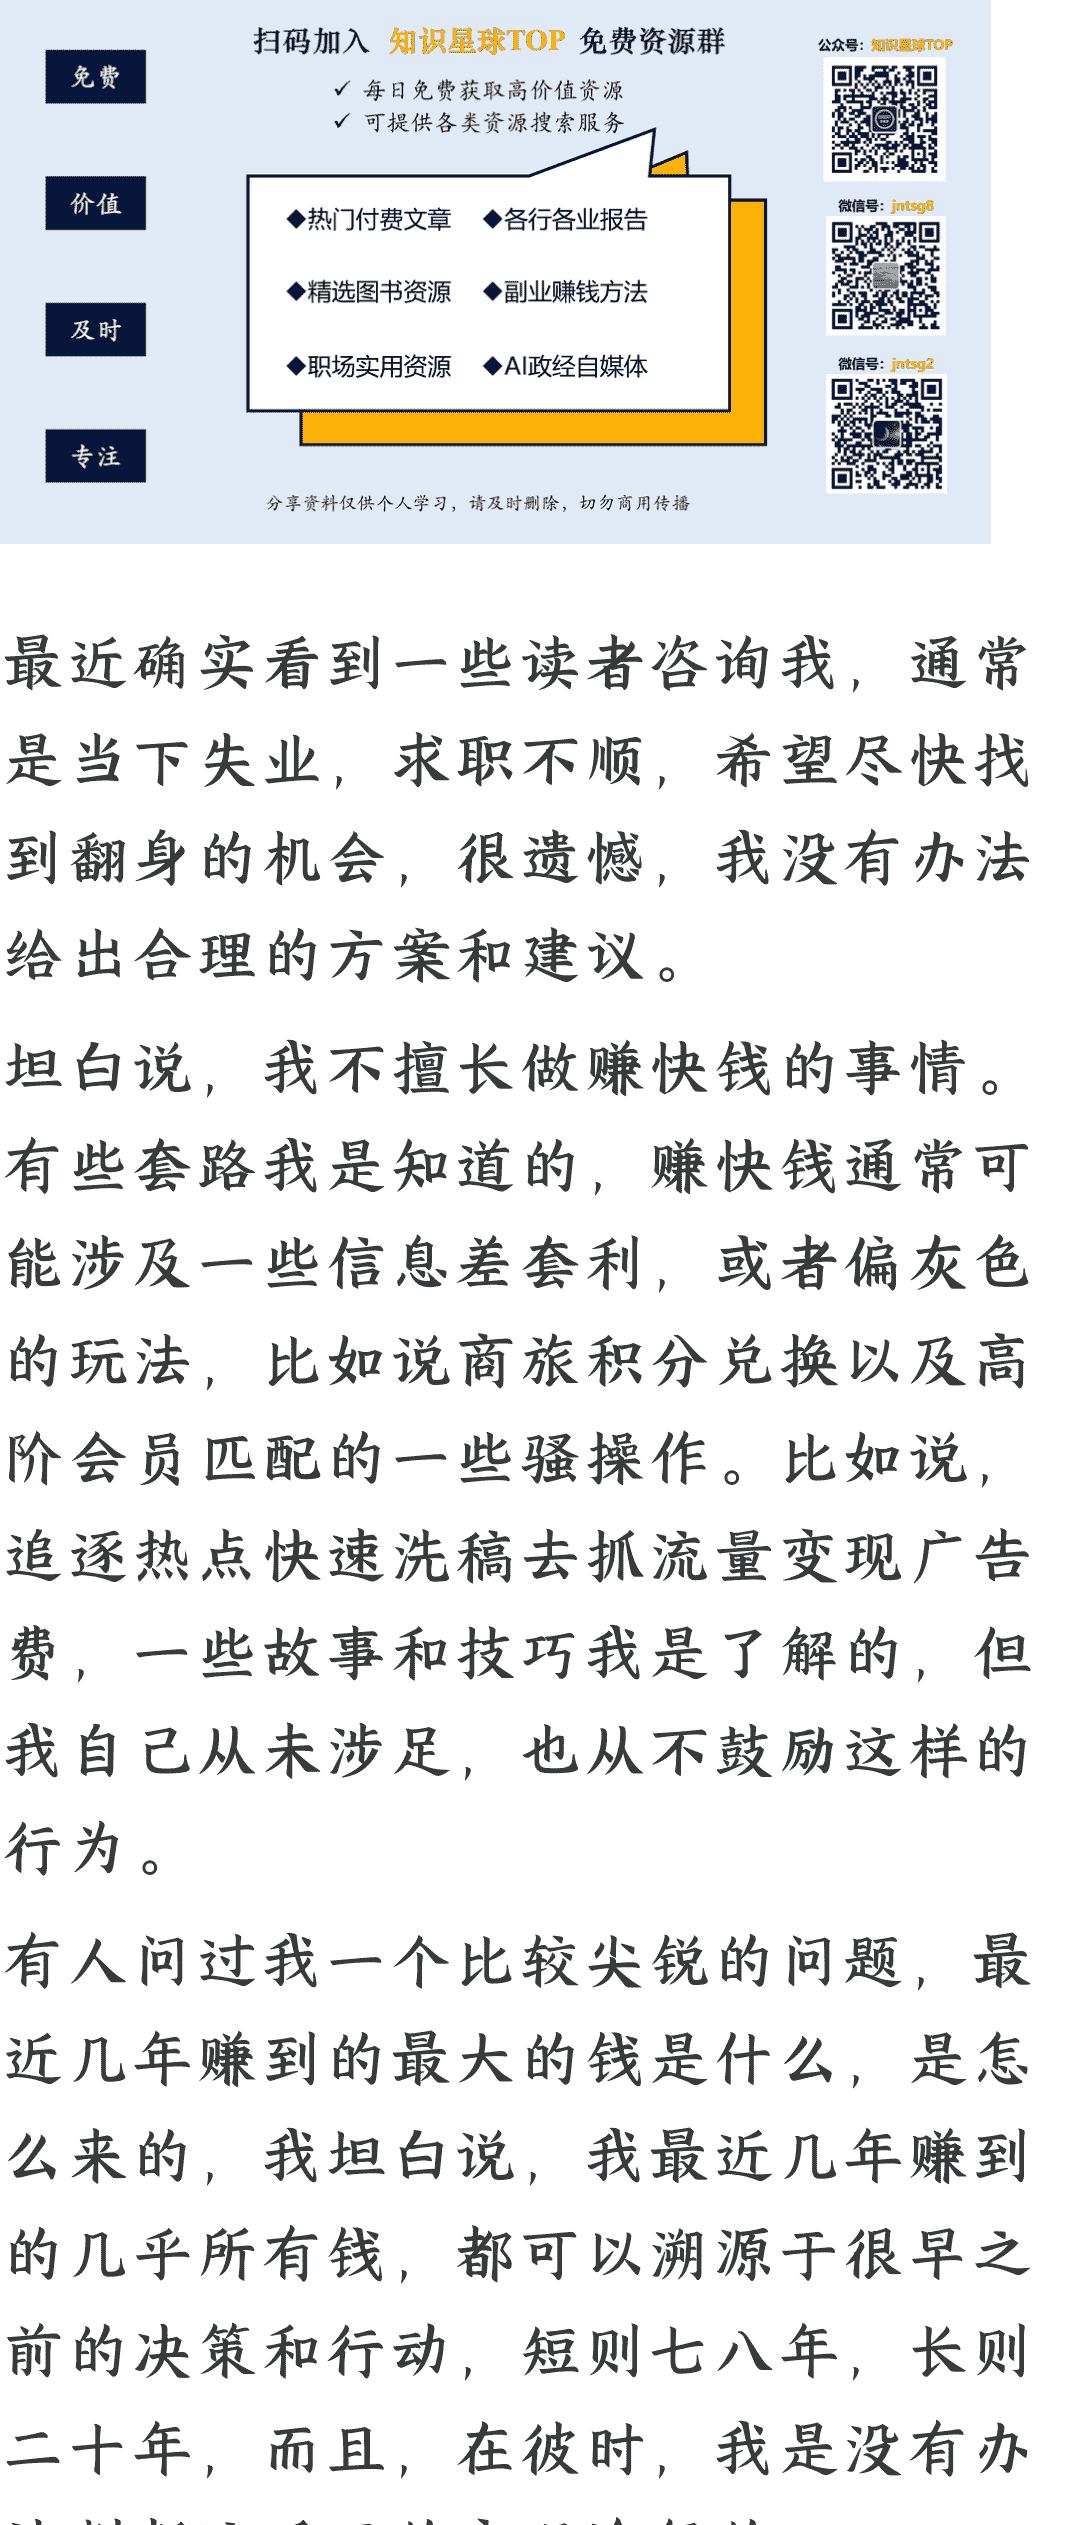 扫码加入 知识星球TOP 免费资源群
✓ 每日免费获取高价值资源
✓ 可提供各类资源搜索服务
免费
价值
及时
专注
◆热门付费文章 ◆各行各业报告
◆精选图书资源 ◆副业赚钱方法
◆职场实用资源 ◆AI政经自媒体
分享资料仅供个人学习，请及时删除，切勿商用传播
公众号：知识星球TOP
微信号：jntsg8
微信号：jntsg2
最近确实看到一些读者咨询我，通常
是当下失业，求职不顺，希望尽快找
到翻身的机会，很遗憾，我没有办法
给出合理的方案和建议。
坦白说，我不擅长做赚快钱的事情。
有些套路我是知道的，赚快钱通常可
能涉及一些信息差套利，或者偏灰色
的玩法，比如说商旅积分兑换以及高
阶会员匹配的一些骚操作。比如说，
追逐热点快速洗稿去抓流量变现广告
费，一些故事和技巧我是了解的，但
我自己从未涉足，也从不鼓励这样的
行为。
有人问过我一个比较尖锐的问题，最
近几年赚到的最大的钱是什么，是怎
么来的，我坦白说，我最近几年赚到
的几乎所有钱，都可以溯源于很早之
前的决策和行动，短则七八年，长则
二十年，而且，在彼时，我是没有办